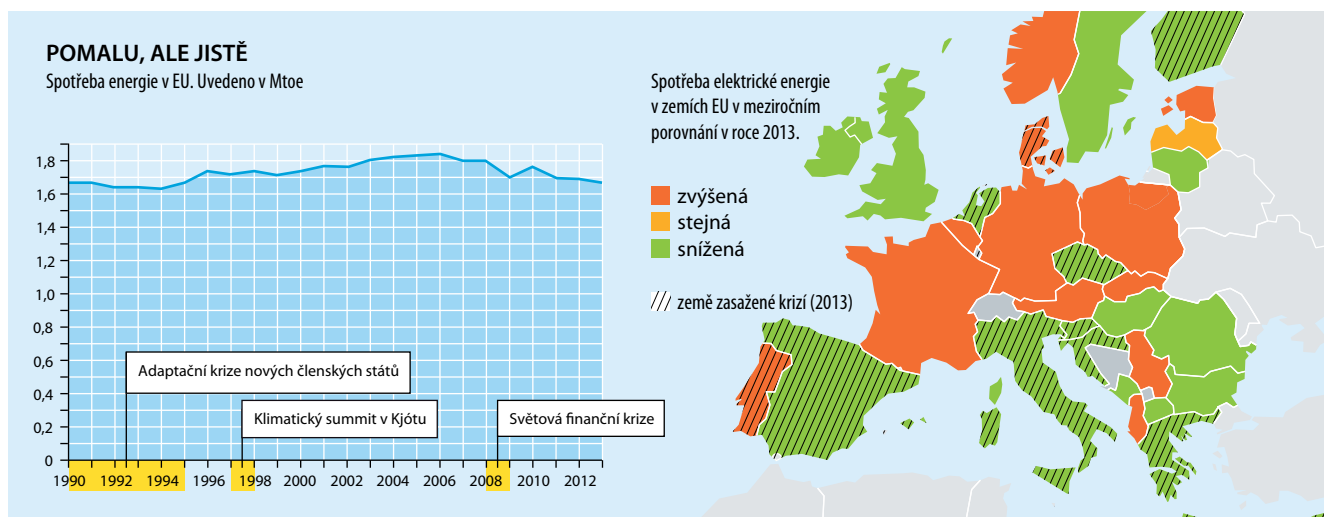 POMALU, ALE JISTĚ
Spotřeba energie v EU. Uvedeno v Mtoe
1,8
1,6
1,4
1,2
1,0
0,8
0,6
0,4
0,2
0
Adaptační krize nových členských států
Klimatický summit v Kjótu
Světová finanční krize
1990 1992 1994 1996 1998 2000 2002 2004 2006 2008 2010 2012
Spotřeba elektrické energie
v zemích EU v meziročním
porovnání v roce 2013.
zvýšená
stejná
snížená
země zasažené krizí (2013)